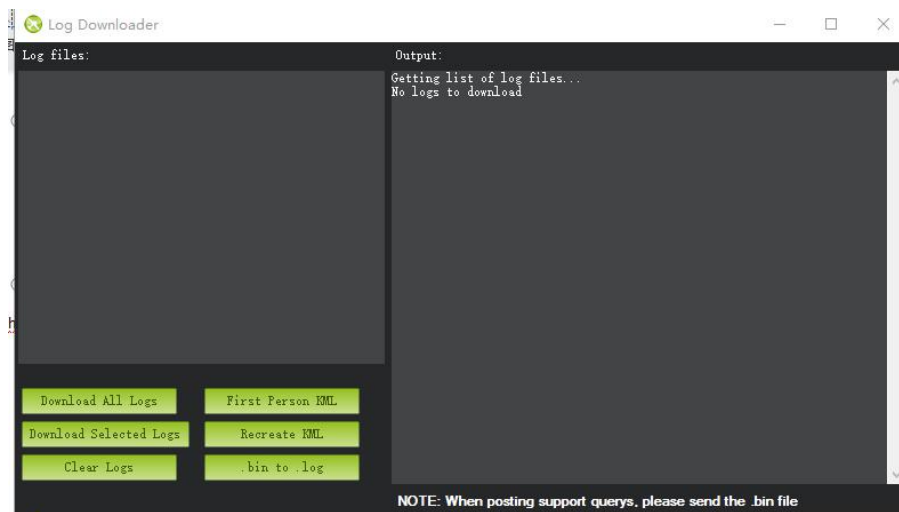 Log Downloader
Log files:
Output:
Getting list of log files...
No logs to download
Download All Logs
First Person KML
Download Selected Logs
Recreate KML
Clear Logs
.bin to .log
NOTE: When posting support querys, please send the .bin file